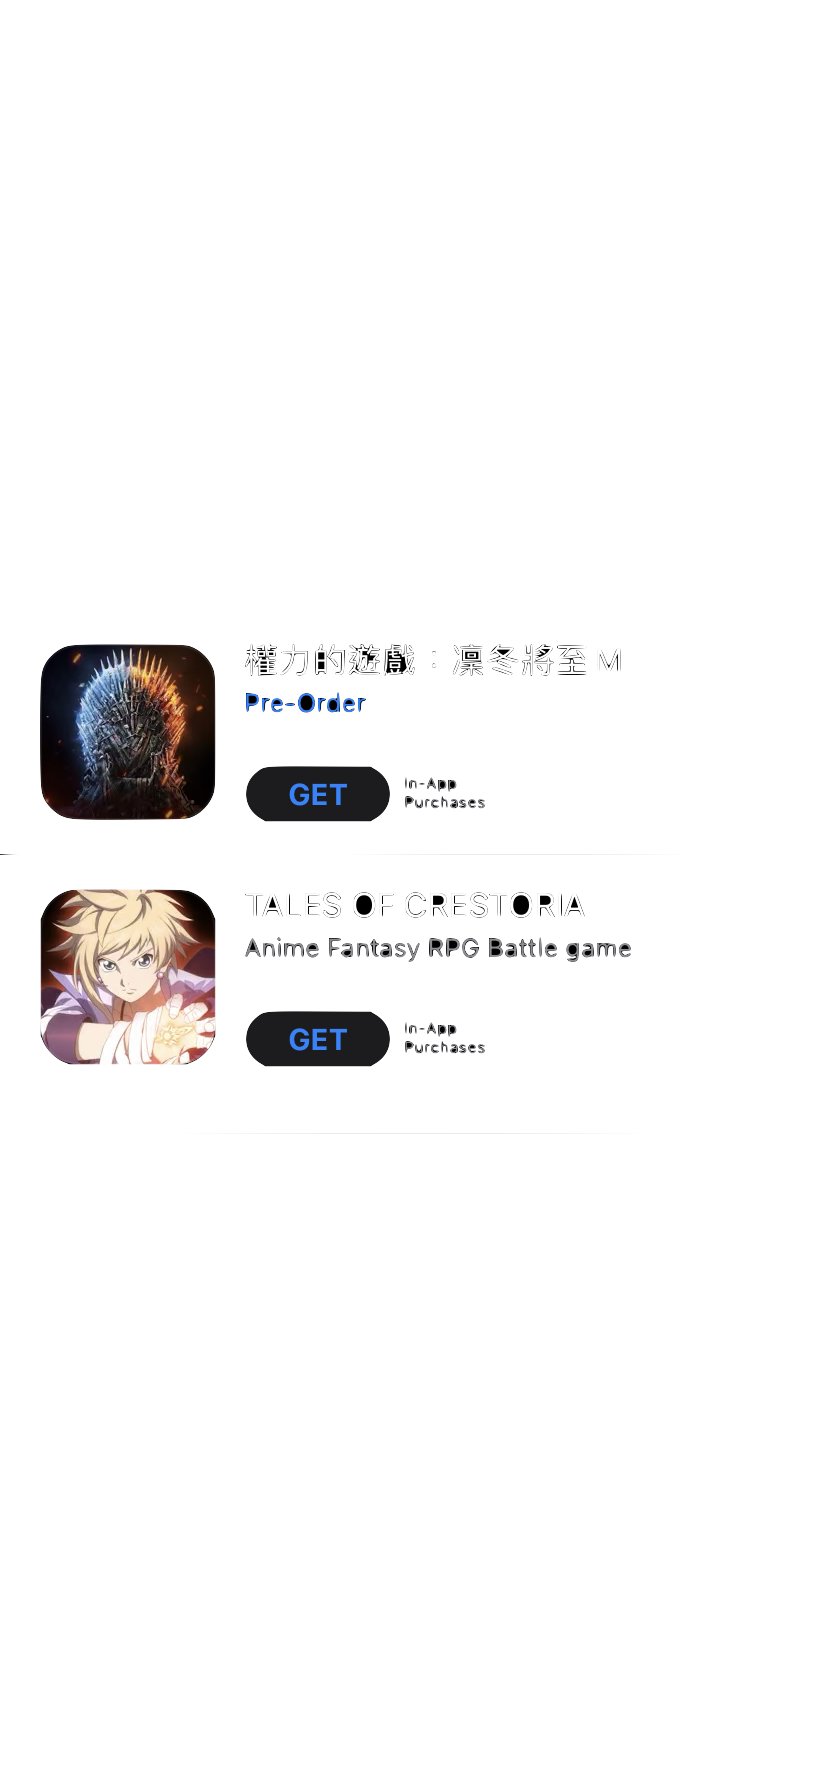 權力的遊戲：凜冬將至 M
Pre-Order
GET
In-App
Purchases
TALES OF CRESTORIA
Anime Fantasy RPG Battle game
GET
In-App
Purchases